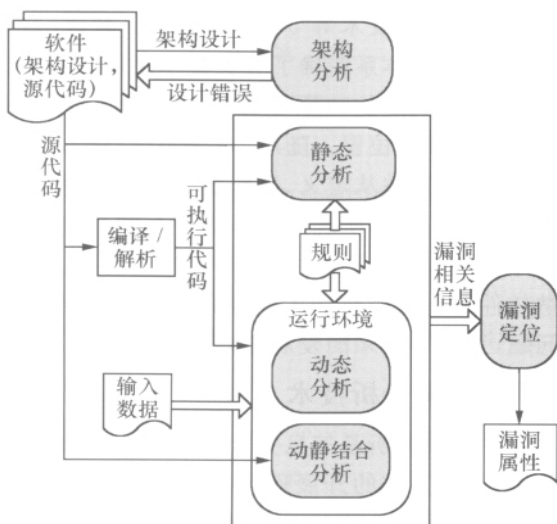 软件
(架构设计,
源代码)
架构设计
设计错误
架构
分析
源代码
静态
分析
可执行代码
编译/
解析
规则
漏洞
相关
信息
运行环境
漏洞
定位
动态
分析
输入
数据
动静结合
分析
漏洞
属性